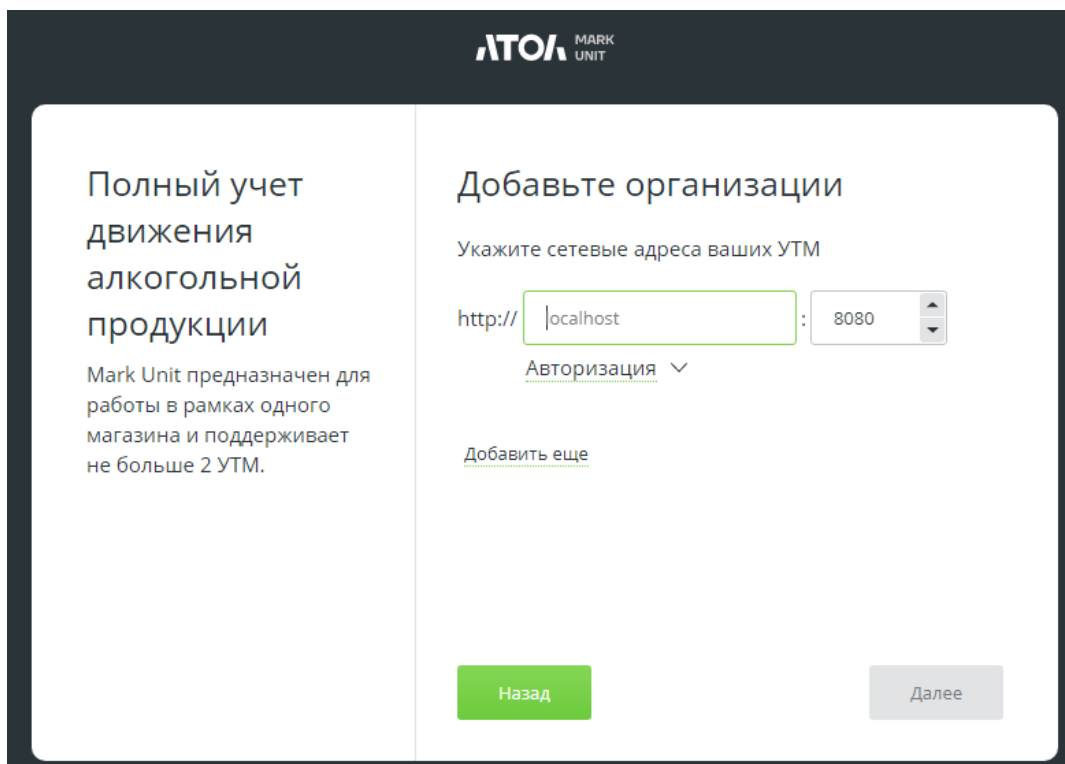 АТОЛ MARK UNIT
Полный учет
движения
алкогольной
продукции
Mark Unit предназначен для
работы в рамках одного
магазина и поддерживает
не больше 2 УТМ.
Добавьте организации
Укажите сетевые адреса ваших УТМ
http:// localhost : 8080
Авторизация
Добавить еще
Назад
Далее